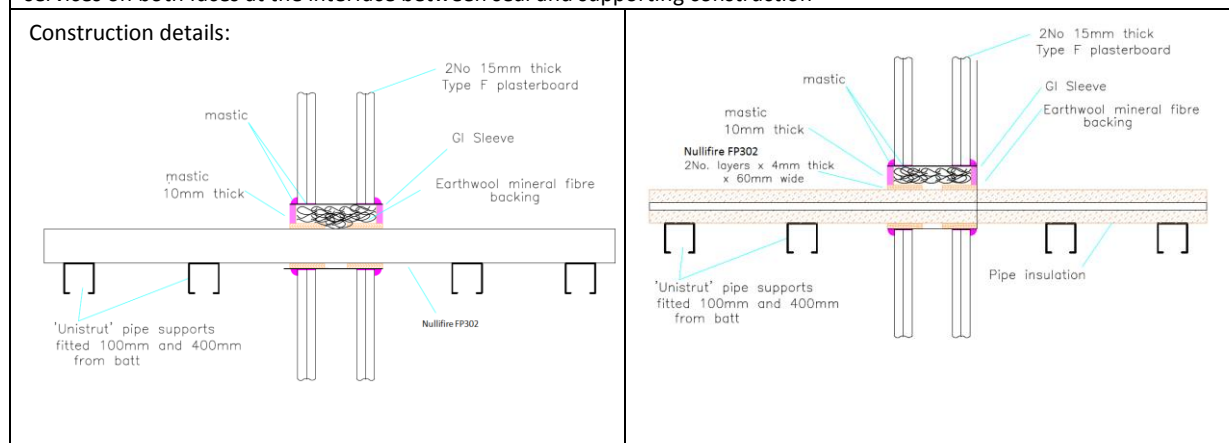 services on both faces at the interface between seal and supporting construction
Construction details:
2No 15mm thick
Type F plasterboard
mastic
GI Sleeve
mastic
10mm thick
Earthwool mineral fibre
backing
'Unistrut' pipe supports
fitted 100mm and 400mm
from batt
Nullifire FP302
2No 15mm thick
Type F plasterboard
mastic
GI Sleeve
mastic
10mm thick
Earthwool mineral fibre
backing
Nullifire FP302
2No. layers x 4mm thick
x 60mm wide
'Unistrut' pipe supports
fitted 100mm and 400mm
from batt
Pipe insulation